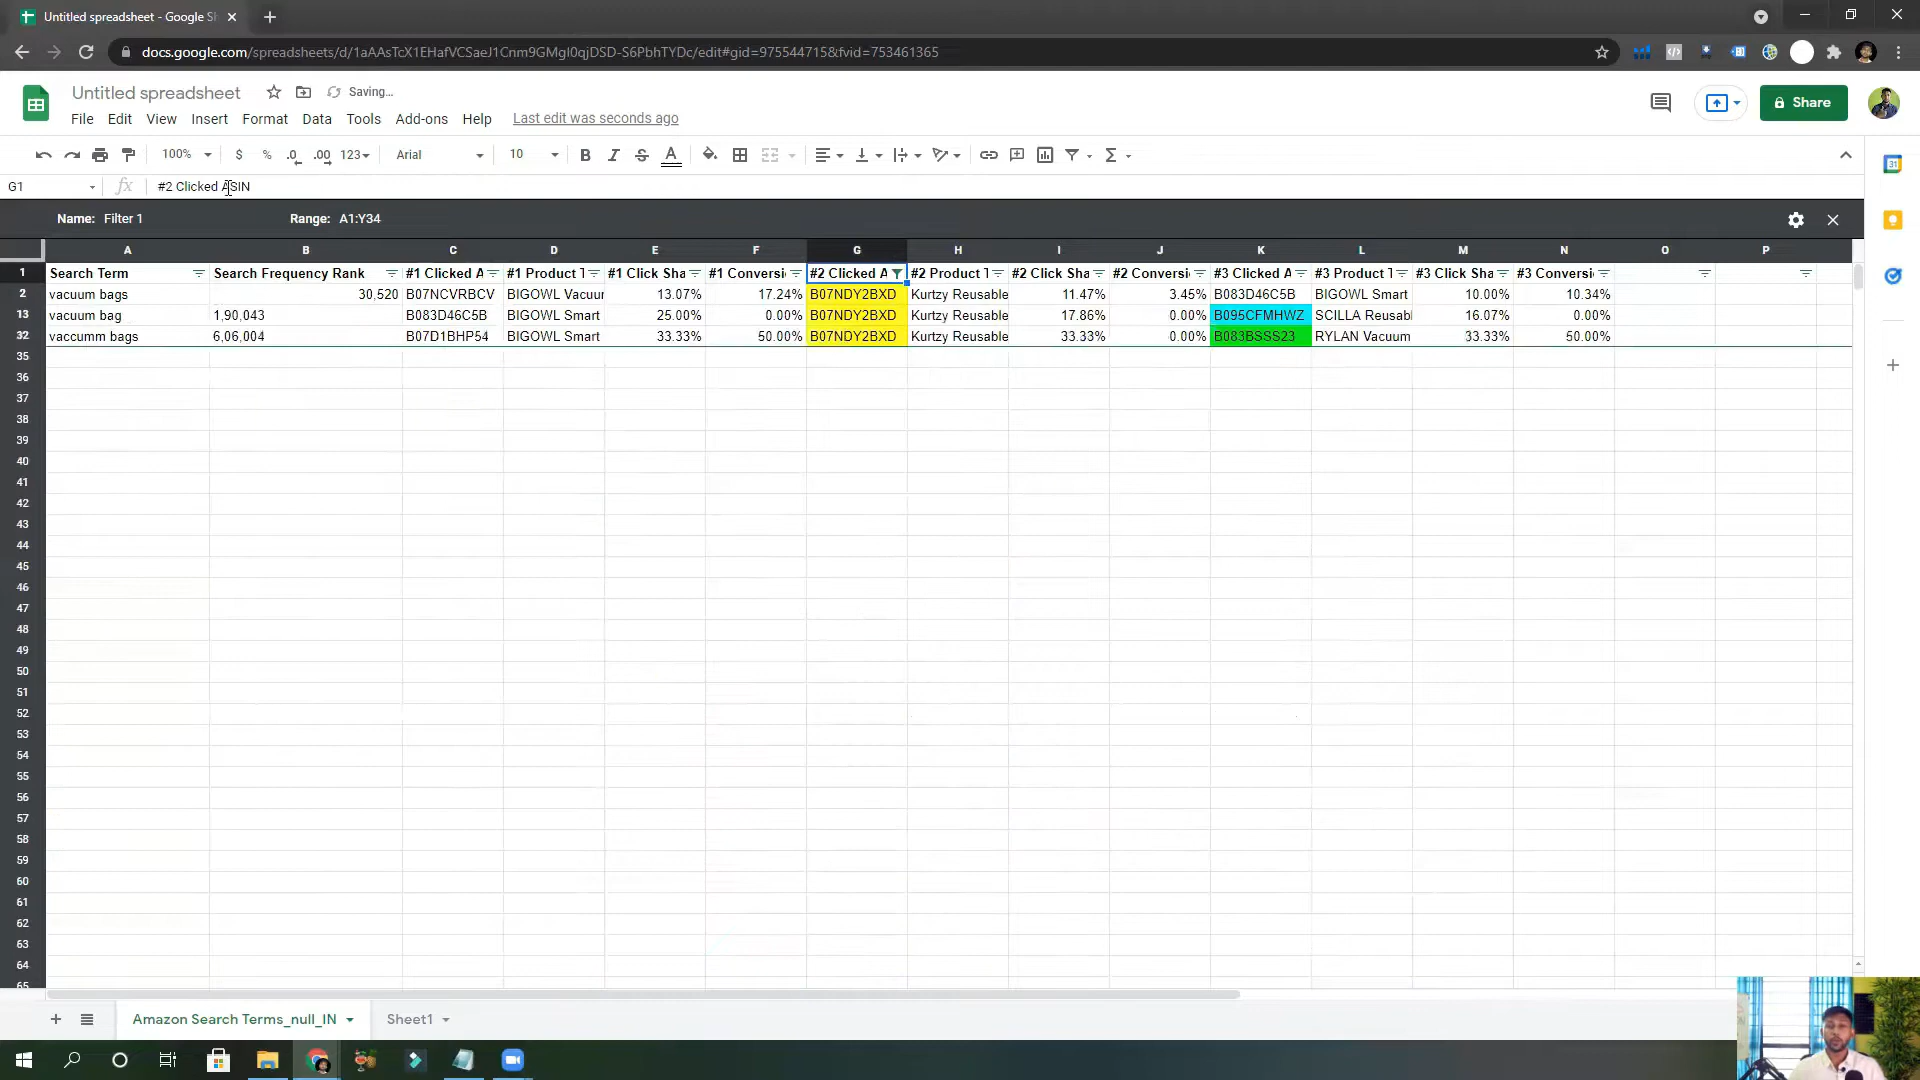 Untitled spreadsheet - Google Sh
docs.google.com/spreadsheets/d/1aAAsTcX1EHafVCSaeJ1Cnm9GMgI0qjDSD-S6PbhTYDc/edit#gid=975544715&fvid=753461365
Untitled spreadsheet Saving...
File Edit View Insert Format Data Tools Add-ons Help Last edit was seconds ago
Share
100% $ % .0 .00 123 Arial 10 B I S A
G1 fx #2 Clicked ASIN
Name: Filter 1 Range: A1:Y34
A B C D E F G H I J K L M N O P
1 Search Term Search Frequency Rank #1 Clicked A #1 Product T #1 Click Sha #1 Conversi #2 Clicked A #2 Product T #2 Click Sha #2 Conversi #3 Clicked A #3 Product T #3 Click Sha #3 Conversi
2 vacuum bags 30,520 B07NCVRBCV BIGOWL Vacuur 13.07% 17.24% B07NDY2BXD Kurtzy Reusable 11.47% 3.45% B083D46C5B BIGOWL Smart 10.00% 10.34%
13 vacuum bag 1,90,043 B083D46C5B BIGOWL Smart 25.00% 0.00% B07NDY2BXD Kurtzy Reusable 17.86% 0.00% B095CFMHWZ SCILLA Reusabl 16.07% 0.00%
32 vaccumm bags 6,06,004 B07D1BHP54 BIGOWL Smart 33.33% 50.00% B07NDY2BXD Kurtzy Reusable 33.33% 0.00% B083BSSS23 RYLAN Vacuum 33.33% 50.00%
35
36
37
38
39
40
41
42
43
44
45
46
47
48
49
50
51
52
53
54
55
56
57
58
59
60
61
62
63
64
65
Amazon Search Terms_null_IN Sheet1